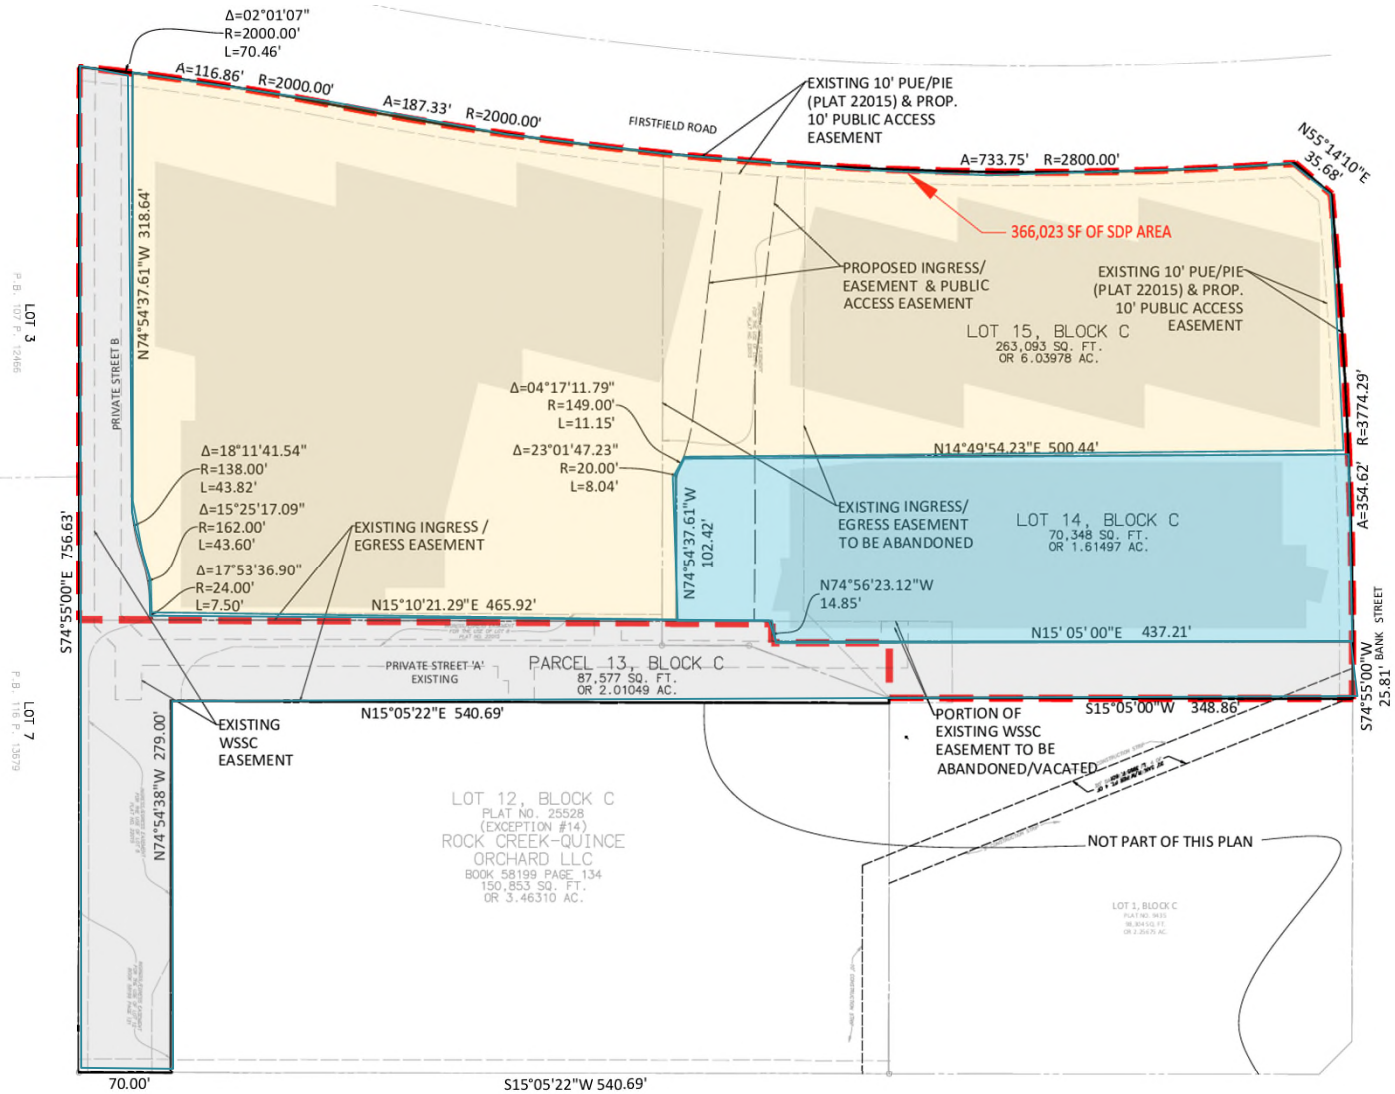 Δ=02°01'07"
R=2000.00'
L=70.46'
A=116.86' R=2000.00'
A=187.33' R=2000.00'
FIRSTFIELD ROAD
EXISTING 10' PUE/PIE
(PLAT 22015) & PROP.
10' PUBLIC ACCESS
EASEMENT
A=733.75' R=2800.00'
N55°14'10"E
35.68'
366,023 SF OF SDP AREA
N74°54'37.61"W 318.64'
PROPOSED INGRESS/
EASEMENT & PUBLIC
ACCESS EASEMENT
EXISTING 10' PUE/PIE
(PLAT 22015) & PROP.
10' PUBLIC ACCESS
EASEMENT
LOT 15, BLOCK C
263,093 SQ. FT.
OR 6.03978 AC.
LOT 3
P.B. 107 P. 12466
PRIVATE STREET B
Δ=04°17'11.79"
R=149.00'
L=11.15'
Δ=23°01'47.23"
R=20.00'
L=8.04'
N14°49'54.23"E 500.44'
A=354.62' R=3774.29'
Δ=18°11'41.54"
R=138.00'
L=43.82'
Δ=15°25'17.09"
R=162.00'
L=43.60'
Δ=17°53'36.90"
R=24.00'
L=7.50'
EXISTING INGRESS /
EGRESS EASEMENT
N74°54'37.61"W
102.42'
EXISTING INGRESS/
EGRESS EASEMENT
TO BE ABANDONED
LOT 14, BLOCK C
70,348 SQ. FT.
OR 1.61497 AC.
S74°55'00"E 756.63'
N15°10'21.29"E 465.92'
N74°56'23.12"W
14.85'
N15°05'00"E 437.21'
BANK STREET
S74°55'00"W
25.81'
PRIVATE STREET 'A'
EXISTING
PARCEL 13, BLOCK C
87,577 SQ. FT.
OR 2.01049 AC.
N15°05'22"E 540.69'
S15°05'00"W 348.86'
LOT 7
P.B. 116 P. 13679
EXISTING
WSSC
EASEMENT
N74°54'38"W 279.00'
PORTION OF
EXISTING WSSC
EASEMENT TO BE
ABANDONED/VACATED
LOT 12, BLOCK C
PLAT NO. 25528
(EXCEPTION #14)
ROCK CREEK-QUINCE
ORCHARD LLC
BOOK 58199 PAGE 134
150,853 SQ. FT.
OR 3.46310 AC.
NOT PART OF THIS PLAN
LOT 1, BLOCK C
PLAT NO. 9435
70.00'
S15°05'22"W 540.69'